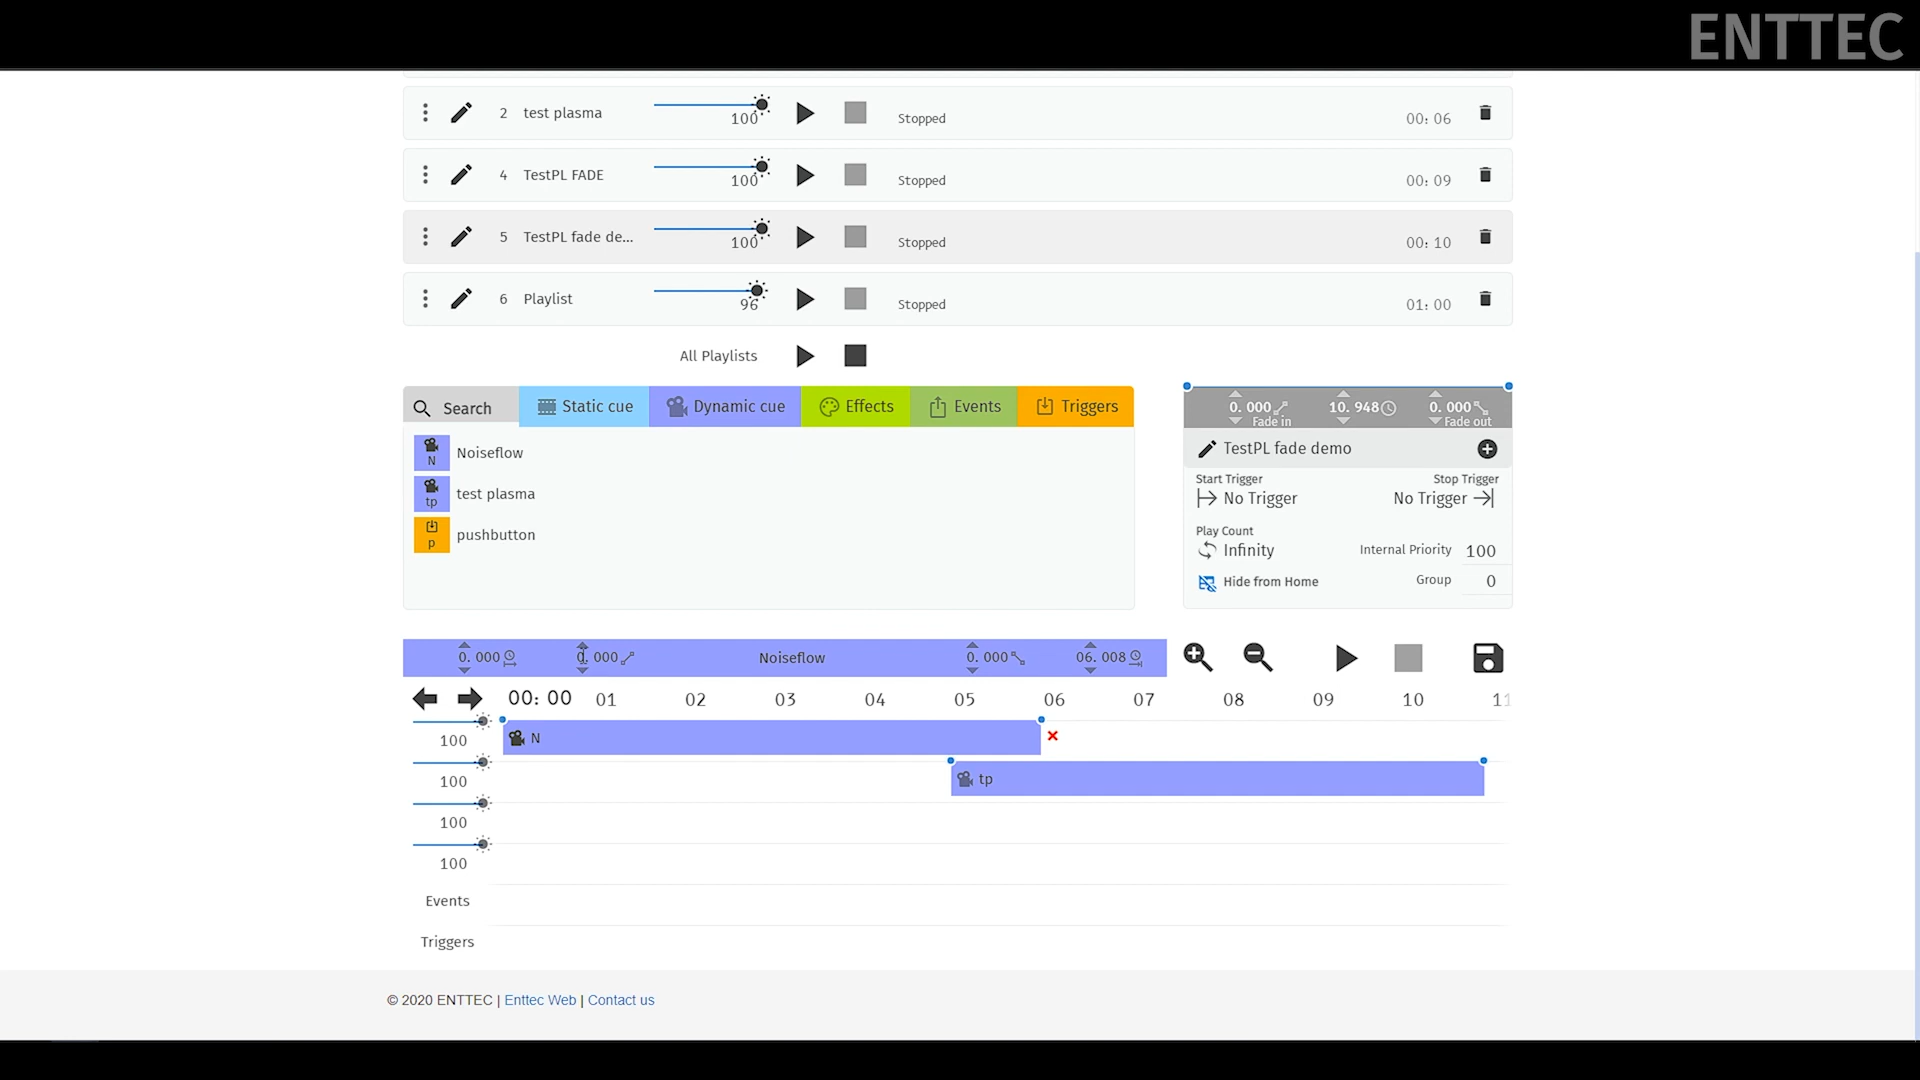 ENTTEC
2 test plasma 100 Stopped 00: 06
4 TestPL FADE 100 Stopped 00: 09
5 TestPL fade de... 100 Stopped 00: 10
6 Playlist 96 Stopped 01: 00
All Playlists
Search Static cue Dynamic cue Effects Events Triggers
N Noiseflow
tp test plasma
p pushbutton
0. 000 10. 948 0. 000
Fade in Fade out
TestPL fade demo
Start Trigger Stop Trigger
No Trigger No Trigger
Play Count
Infinity Internal Priority 100
Hide from Home Group 0
0. 000 0. 000 Noiseflow 0. 000 06. 008
00: 00 01 02 03 04 05 06 07 08 09 10 11
100 N
100 tp
100
100
Events
Triggers
© 2020 ENTTEC | Enttec Web | Contact us